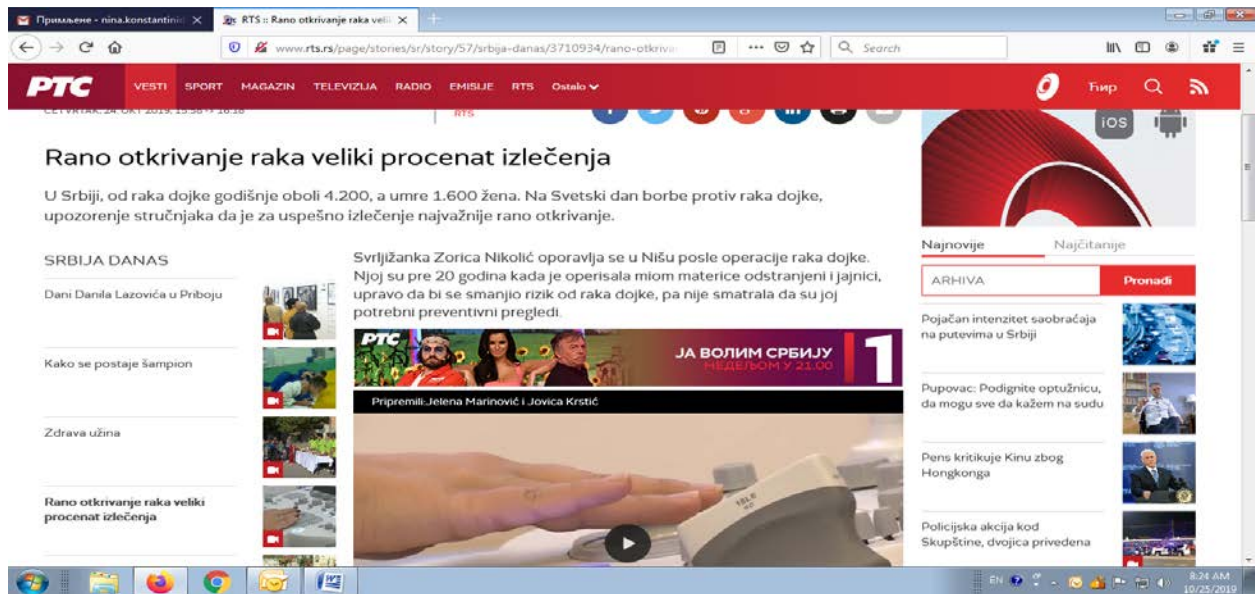 Примљене - nina.konstantini
RTS :: Rano otkrivanje raka veli
www.rts.rs/page/stories/sr/story/57/srbija-danas/3710934/rano-otkriva
Search
РТС
VESTI SPORT MAGAZIN TELEVIZIJA RADIO EMISIJE RTS Ostalo
Ћир
ČETVRTAK, 24. OKT 2019, 15:58 -> 16:18
RTS
iOS
Rano otkrivanje raka veliki procenat izlečenja
U Srbiji, od raka dojke godišnje oboli 4.200, a umre 1.600 žena. Na Svetski dan borbe protiv raka dojke,
upozorenje stručnjaka da je za uspešno izlečenje najvažnije rano otkrivanje.
SRBIJA DANAS
Dani Danila Lazovića u Priboju
Kako se postaje šampion
Zdrava užina
Rano otkrivanje raka veliki
procenat izlečenja
Svrljižanka Zorica Nikolić oporavlja se u Nišu posle operacije raka dojke.
Njoj su pre 20 godina kada je operisala miom materice odstranjeni i jajnici,
upravo da bi se smanjio rizik od raka dojke, pa nije smatrala da su joj
potrebni preventivni pregledi.
РТС
ЈА ВОЛИМ СРБИЈУ
НЕДЕЉОМ У 21.00
1
Pripremili:Jelena Marinović i Jovica Krstić
Najnovije Najčitanije
ARHIVA Pronađi
Pojačan intenzitet saobraćaja
na putevima u Srbiji
Pupovac: Podignite optužnicu,
da mogu sve da kažem na sudu
Pens kritikuje Kinu zbog
Hongkonga
Policijska akcija kod
Skupštine, dvojica privedena
EN
8:24 AM
10/25/2019